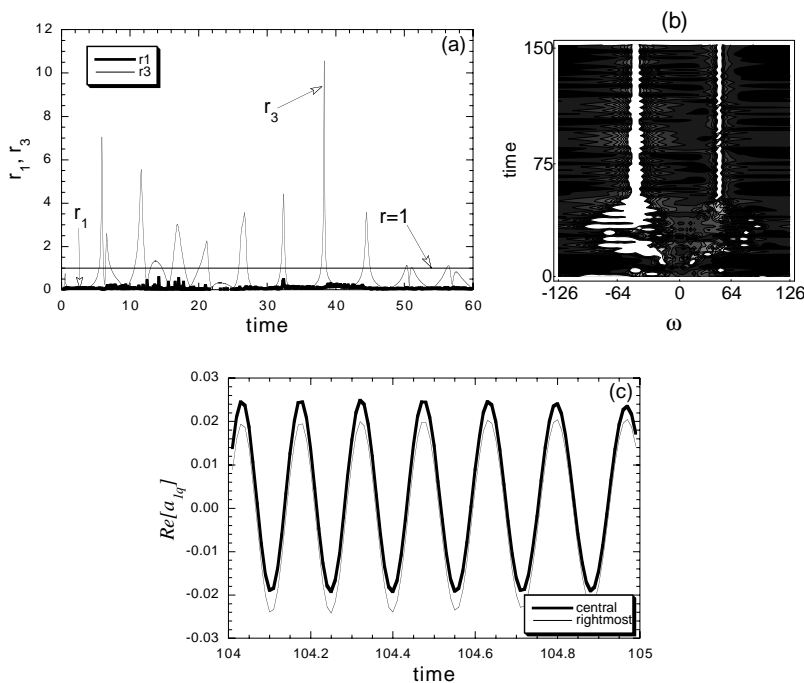 (a)
r1
r3
r₁, r₃
12
10
8
6
4
2
0
r₁
r₃
r=1
0 10 20 30 40 50 60
time
(b)
time
150
75
0
-126 -64 0 64 126
ω
(c)
Re[a₁q]
0.03
0.02
0.01
0.00
-0.01
-0.02
-0.03
central
rightmost
104 104.2 104.4 104.6 104.8 105
time